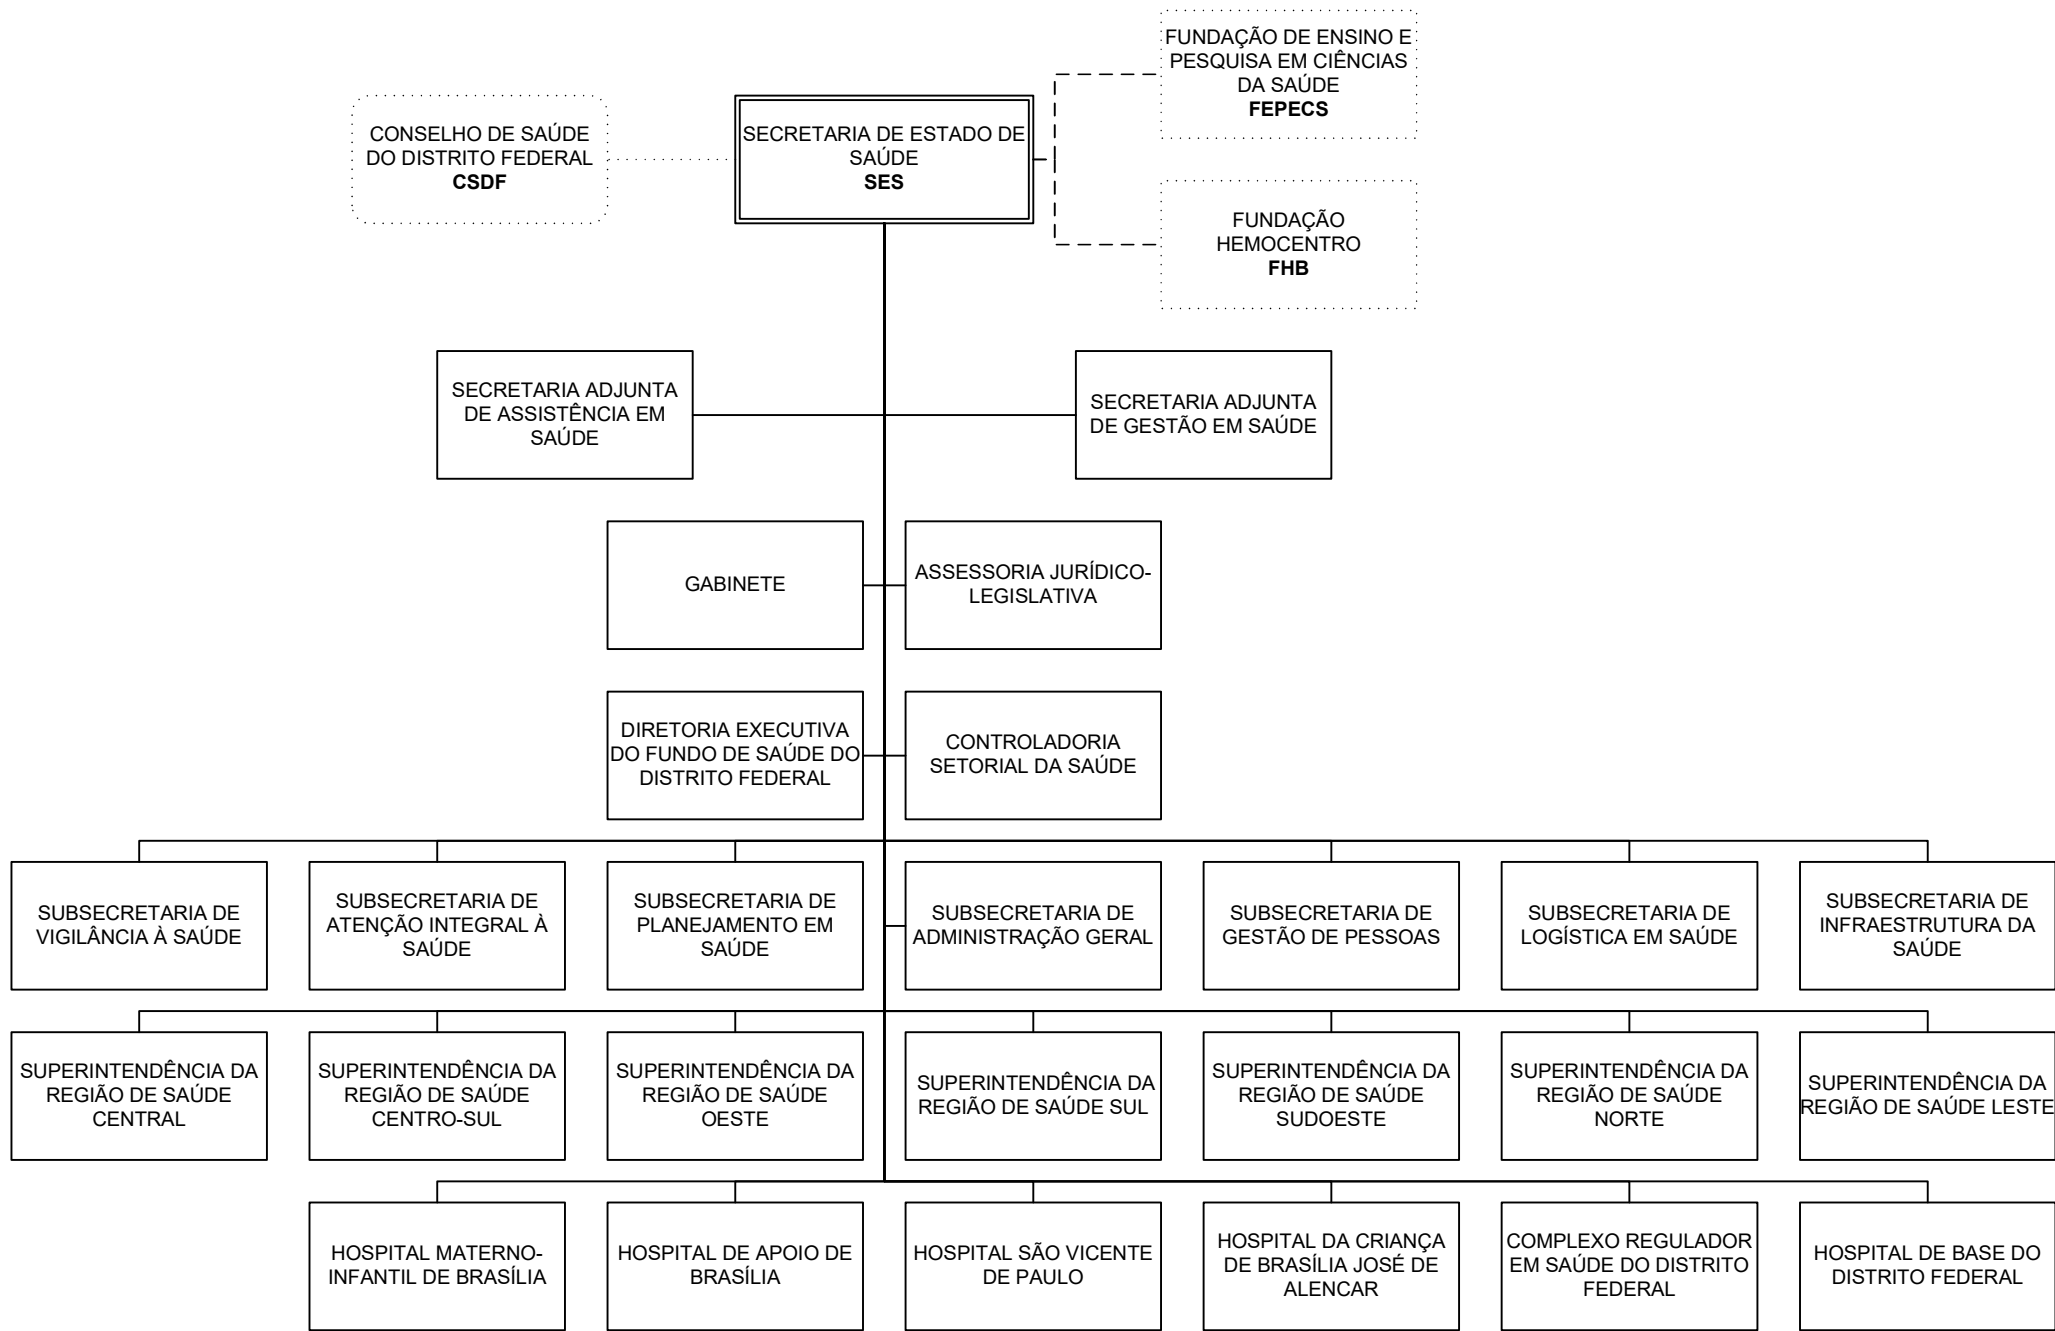 FUNDAÇÃO DE ENSINO E
PESQUISA EM CIÊNCIAS
DA SAÚDE
FEPECS
CONSELHO DE SAÚDE
DO DISTRITO FEDERAL
CSDF
SECRETARIA DE ESTADO DE
SAÚDE
SES
FUNDAÇÃO
HEMOCENTRO
FHB
SECRETARIA ADJUNTA
DE ASSISTÊNCIA EM
SAÚDE
SECRETARIA ADJUNTA
DE GESTÃO EM SAÚDE
GABINETE
ASSESSORIA JURÍDICO-
LEGISLATIVA
DIRETORIA EXECUTIVA
DO FUNDO DE SAÚDE DO
DISTRITO FEDERAL
CONTROLADORIA
SETORIAL DA SAÚDE
SUBSECRETARIA DE
VIGILÂNCIA À SAÚDE
SUBSECRETARIA DE
ATENÇÃO INTEGRAL À
SAÚDE
SUBSECRETARIA DE
PLANEJAMENTO EM
SAÚDE
SUBSECRETARIA DE
ADMINISTRAÇÃO GERAL
SUBSECRETARIA DE
GESTÃO DE PESSOAS
SUBSECRETARIA DE
LOGÍSTICA EM SAÚDE
SUBSECRETARIA DE
INFRAESTRUTURA DA
SAÚDE
SUPERINTENDÊNCIA DA
REGIÃO DE SAÚDE
CENTRAL
SUPERINTENDÊNCIA DA
REGIÃO DE SAÚDE
CENTRO-SUL
SUPERINTENDÊNCIA DA
REGIÃO DE SAÚDE
OESTE
SUPERINTENDÊNCIA DA
REGIÃO DE SAÚDE SUL
SUPERINTENDÊNCIA DA
REGIÃO DE SAÚDE
SUDOESTE
SUPERINTENDÊNCIA DA
REGIÃO DE SAÚDE
NORTE
SUPERINTENDÊNCIA DA
REGIÃO DE SAÚDE LESTE
HOSPITAL MATERNO-
INFANTIL DE BRASÍLIA
HOSPITAL DE APOIO DE
BRASÍLIA
HOSPITAL SÃO VICENTE
DE PAULO
HOSPITAL DA CRIANÇA
DE BRASÍLIA JOSÉ DE
ALENCAR
COMPLEXO REGULADOR
EM SAÚDE DO DISTRITO
FEDERAL
HOSPITAL DE BASE DO
DISTRITO FEDERAL